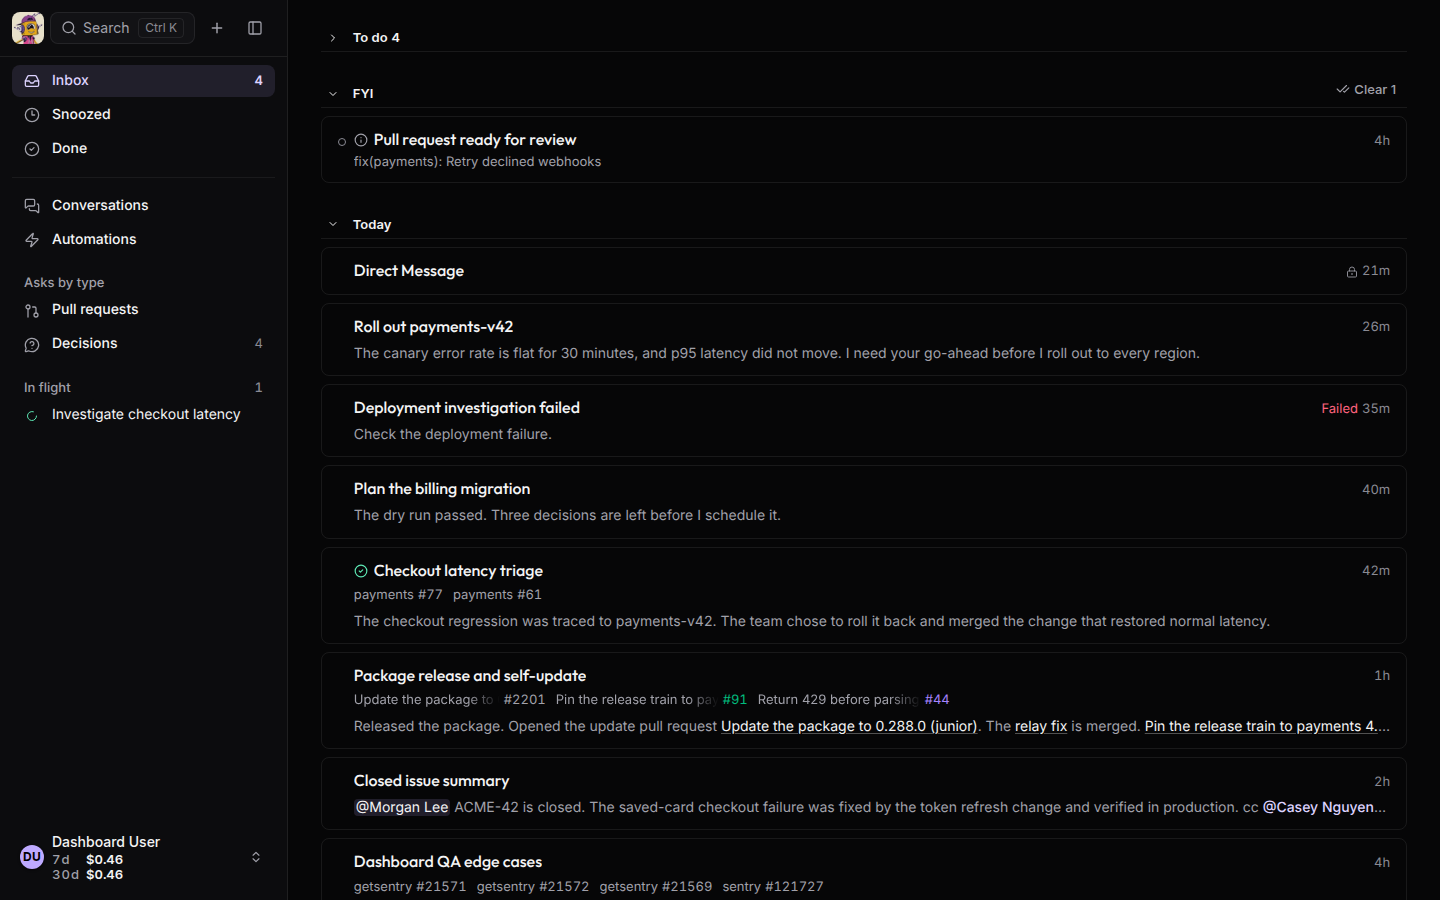 Search Ctrl K
Inbox 4
Snoozed
Done
Conversations
Automations
Asks by type
Pull requests
Decisions 4
In flight 1
Investigate checkout latency
DU
Dashboard User
7d $0.46
30d $0.46
To do 4
FYI Clear 1
Pull request ready for review 4h
fix(payments): Retry declined webhooks
Today
Direct Message 21m
Roll out payments-v42 26m
The canary error rate is flat for 30 minutes, and p95 latency did not move. I need your go-ahead before I roll out to every region.
Deployment investigation failed Failed 35m
Check the deployment failure.
Plan the billing migration 40m
The dry run passed. Three decisions are left before I schedule it.
Checkout latency triage 42m
payments #77 payments #61
The checkout regression was traced to payments-v42. The team chose to roll it back and merged the change that restored normal latency.
Package release and self-update 1h
Update the package to #2201 Pin the release train to pay #91 Return 429 before parsing #44
Released the package. Opened the update pull request Update the package to 0.288.0 (junior). The relay fix is merged. Pin the release train to payments 4....
Closed issue summary 2h
@Morgan Lee ACME-42 is closed. The saved-card checkout failure was fixed by the token refresh change and verified in production. cc @Casey Nguyen...
Dashboard QA edge cases 4h
getsentry #21571 getsentry #21572 getsentry #21569 sentry #121727